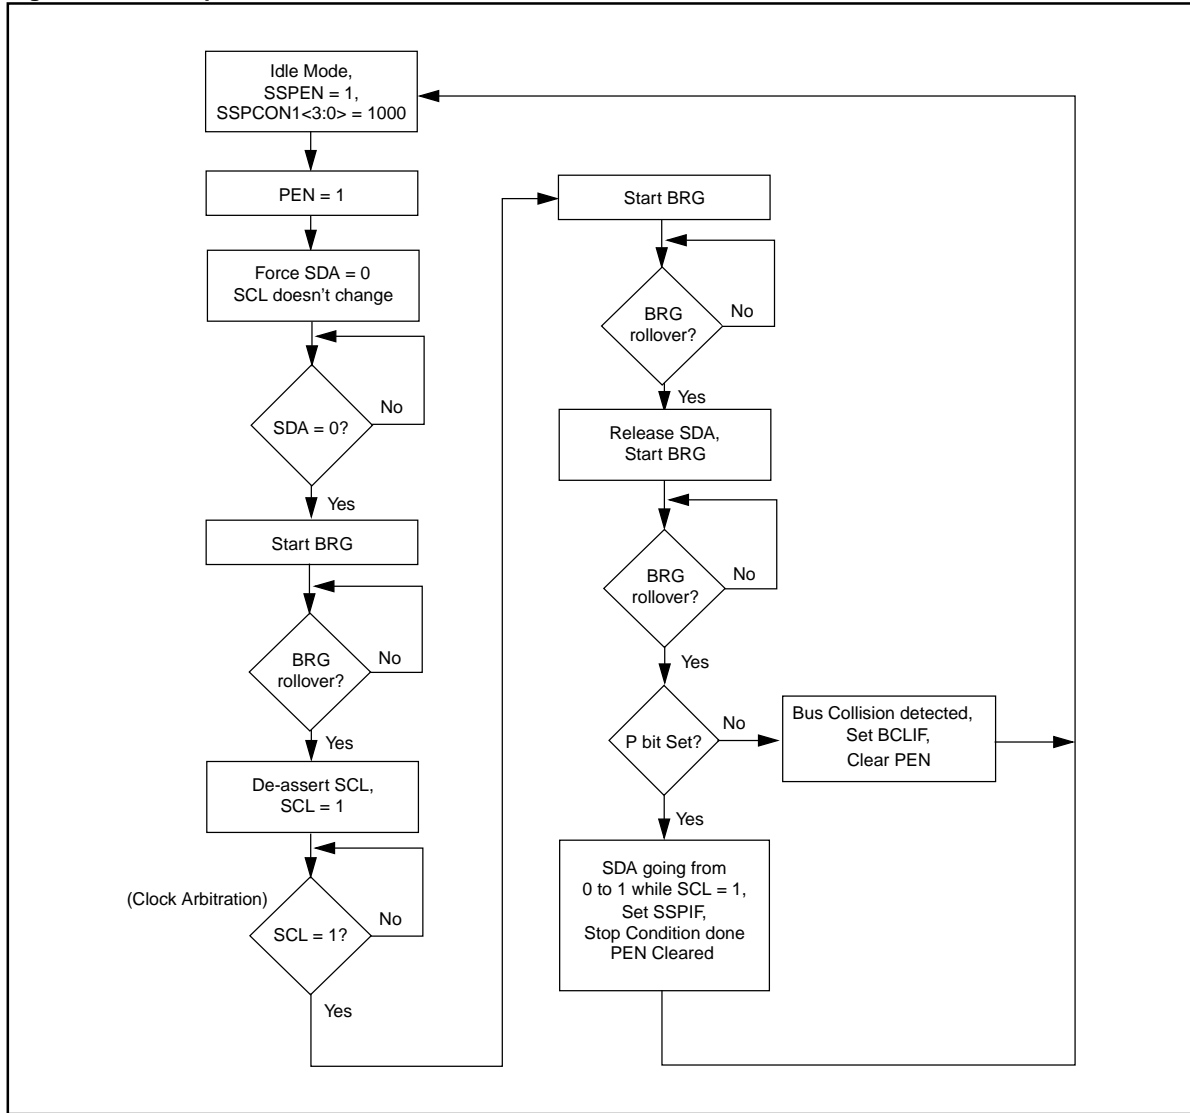 Idle Mode,
SSPEN = 1,
SSPCON1<3:0> = 1000
PEN = 1
Force SDA = 0
SCL doesn't change
SDA = 0?
No
Yes
Start BRG
BRG
rollover?
No
Yes
De-assert SCL,
SCL = 1
(Clock Arbitration)
SCL = 1?
No
Yes
Start BRG
BRG
rollover?
No
Yes
Release SDA,
Start BRG
BRG
rollover?
No
Yes
P bit Set?
No
Bus Collision detected,
Set BCLIF,
Clear PEN
Yes
SDA going from
0 to 1 while SCL = 1,
Set SSPIF,
Stop Condition done
PEN Cleared